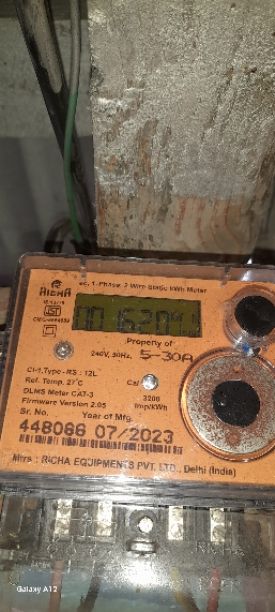 ac, 1-Phase, 2 Wire Static kWh Meter
RICHA
ISI
Property of
240V, 50Hz, 5-30A
Cl-1, Type - RS : 12L
Ref. Temp. 27°C
DLMS Meter CAT-3
Firmware Version 2.05
Cal
3200
imp/kWh
Sr. No. Year of Mfg.
448066 07/2023
Mfrs : RICHA EQUIPMENTS PVT. LTD., Delhi (India)
Galaxy A12